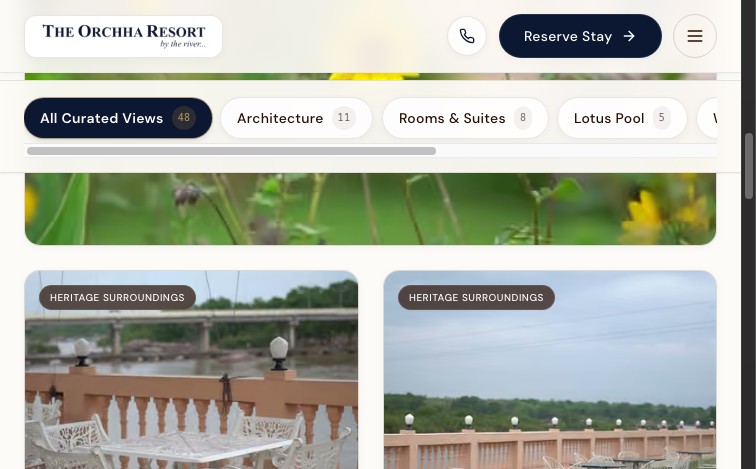 THE ORCHHA RESORT
by the river...
Reserve Stay
All Curated Views 48
Architecture 11
Rooms & Suites 8
Lotus Pool 5
HERITAGE SURROUNDINGS
HERITAGE SURROUNDINGS